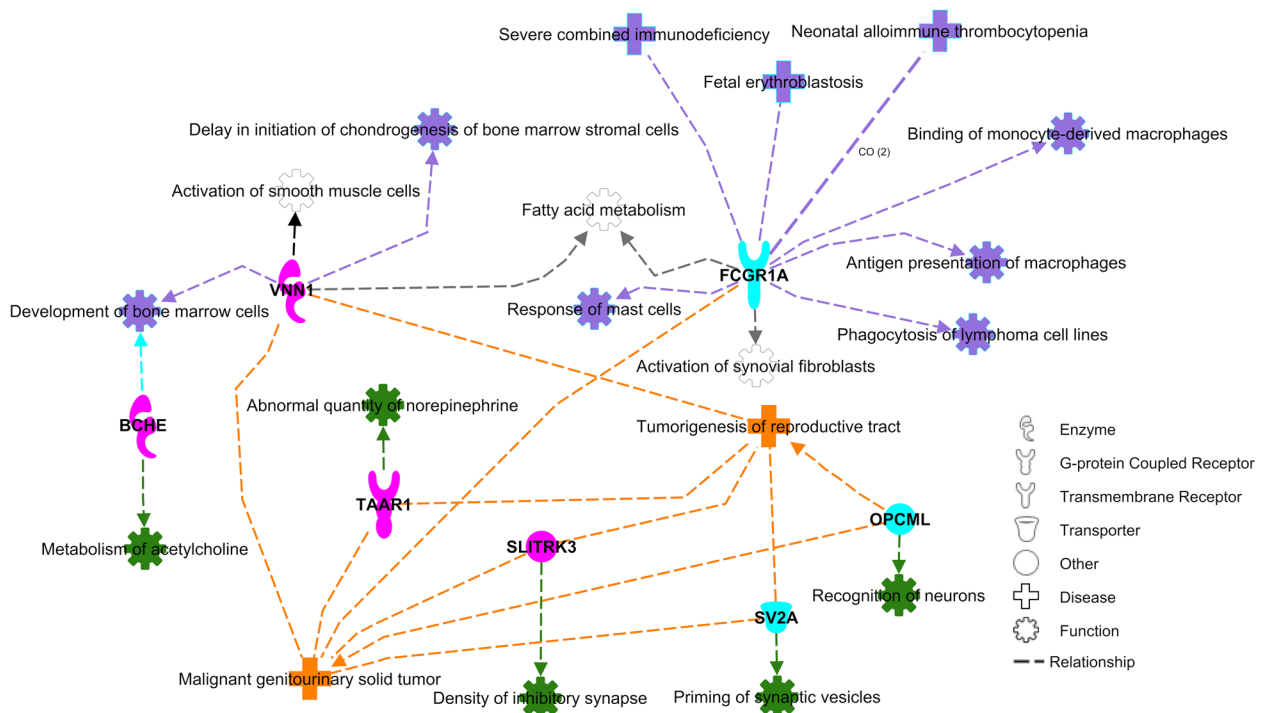 Severe combined immunodeficiency
Neonatal alloimmune thrombocytopenia
Fetal erythroblastosis
Delay in initiation of chondrogenesis of bone marrow stromal cells
Binding of monocyte-derived macrophages
CO (2)
Activation of smooth muscle cells
Fatty acid metabolism
Antigen presentation of macrophages
FCGR1A
VNN1
Development of bone marrow cells
Response of mast cells
Phagocytosis of lymphoma cell lines
Activation of synovial fibroblasts
Abnormal quantity of norepinephrine
BCHE
Tumorigenesis of reproductive tract
Enzyme
G-protein Coupled Receptor
Transmembrane Receptor
Transporter
Other
Disease
Function
Relationship
TAAR1
OPCML
SLITRK3
Metabolism of acetylcholine
Recognition of neurons
SV2A
Malignant genitourinary solid tumor
Density of inhibitory synapse
Priming of synaptic vesicles